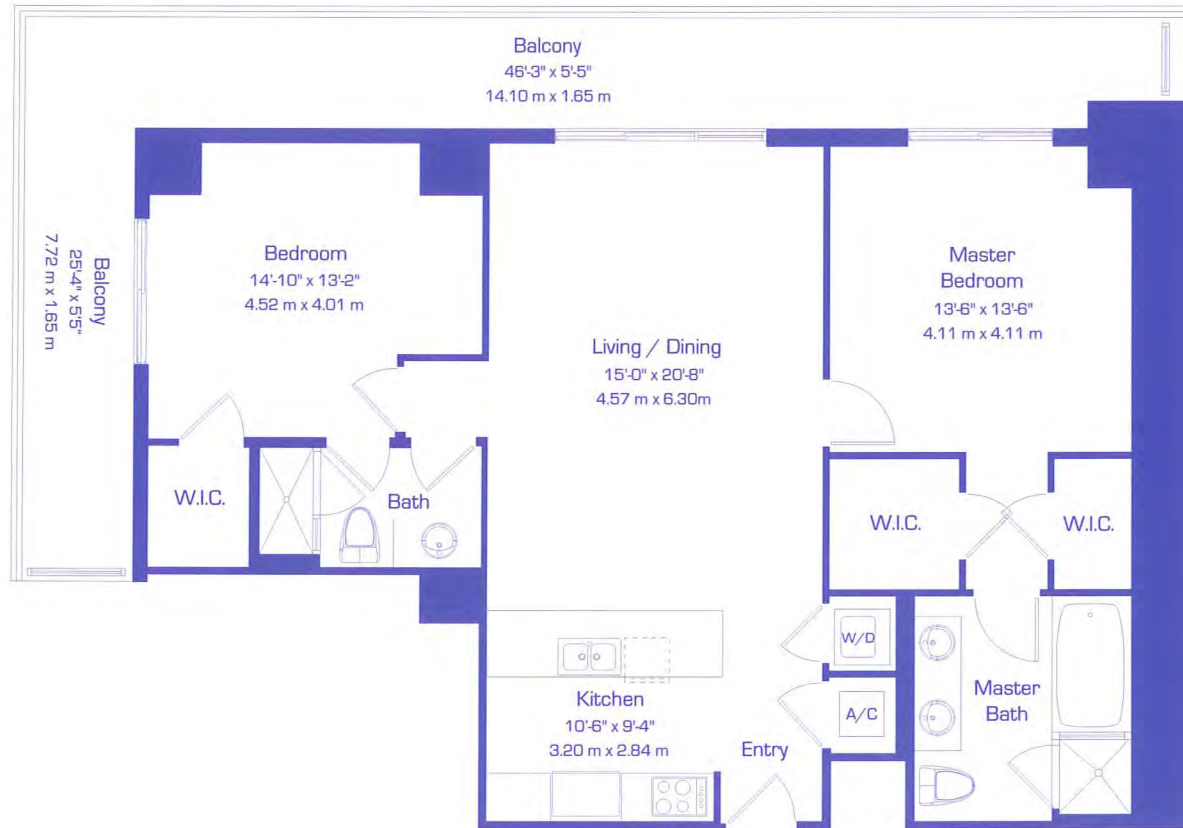 Balcony
46'-3" x 5'-5"
14.10 m x 1.65 m
Balcony
25'-4" x 5'5"
7.72 m x 1.65 m
Bedroom
14'-10" x 13'-2"
4.52 m x 4.01 m
Living / Dining
15'-0" x 20'-8"
4.57 m x 6.30m
Master
Bedroom
13'-6" x 13'-6"
4.11 m x 4.11 m
W.I.C.
Bath
W.I.C.
W.I.C.
W/D
A/C
Master
Bath
Kitchen
10'-6" x 9'-4"
3.20 m x 2.84 m
Entry